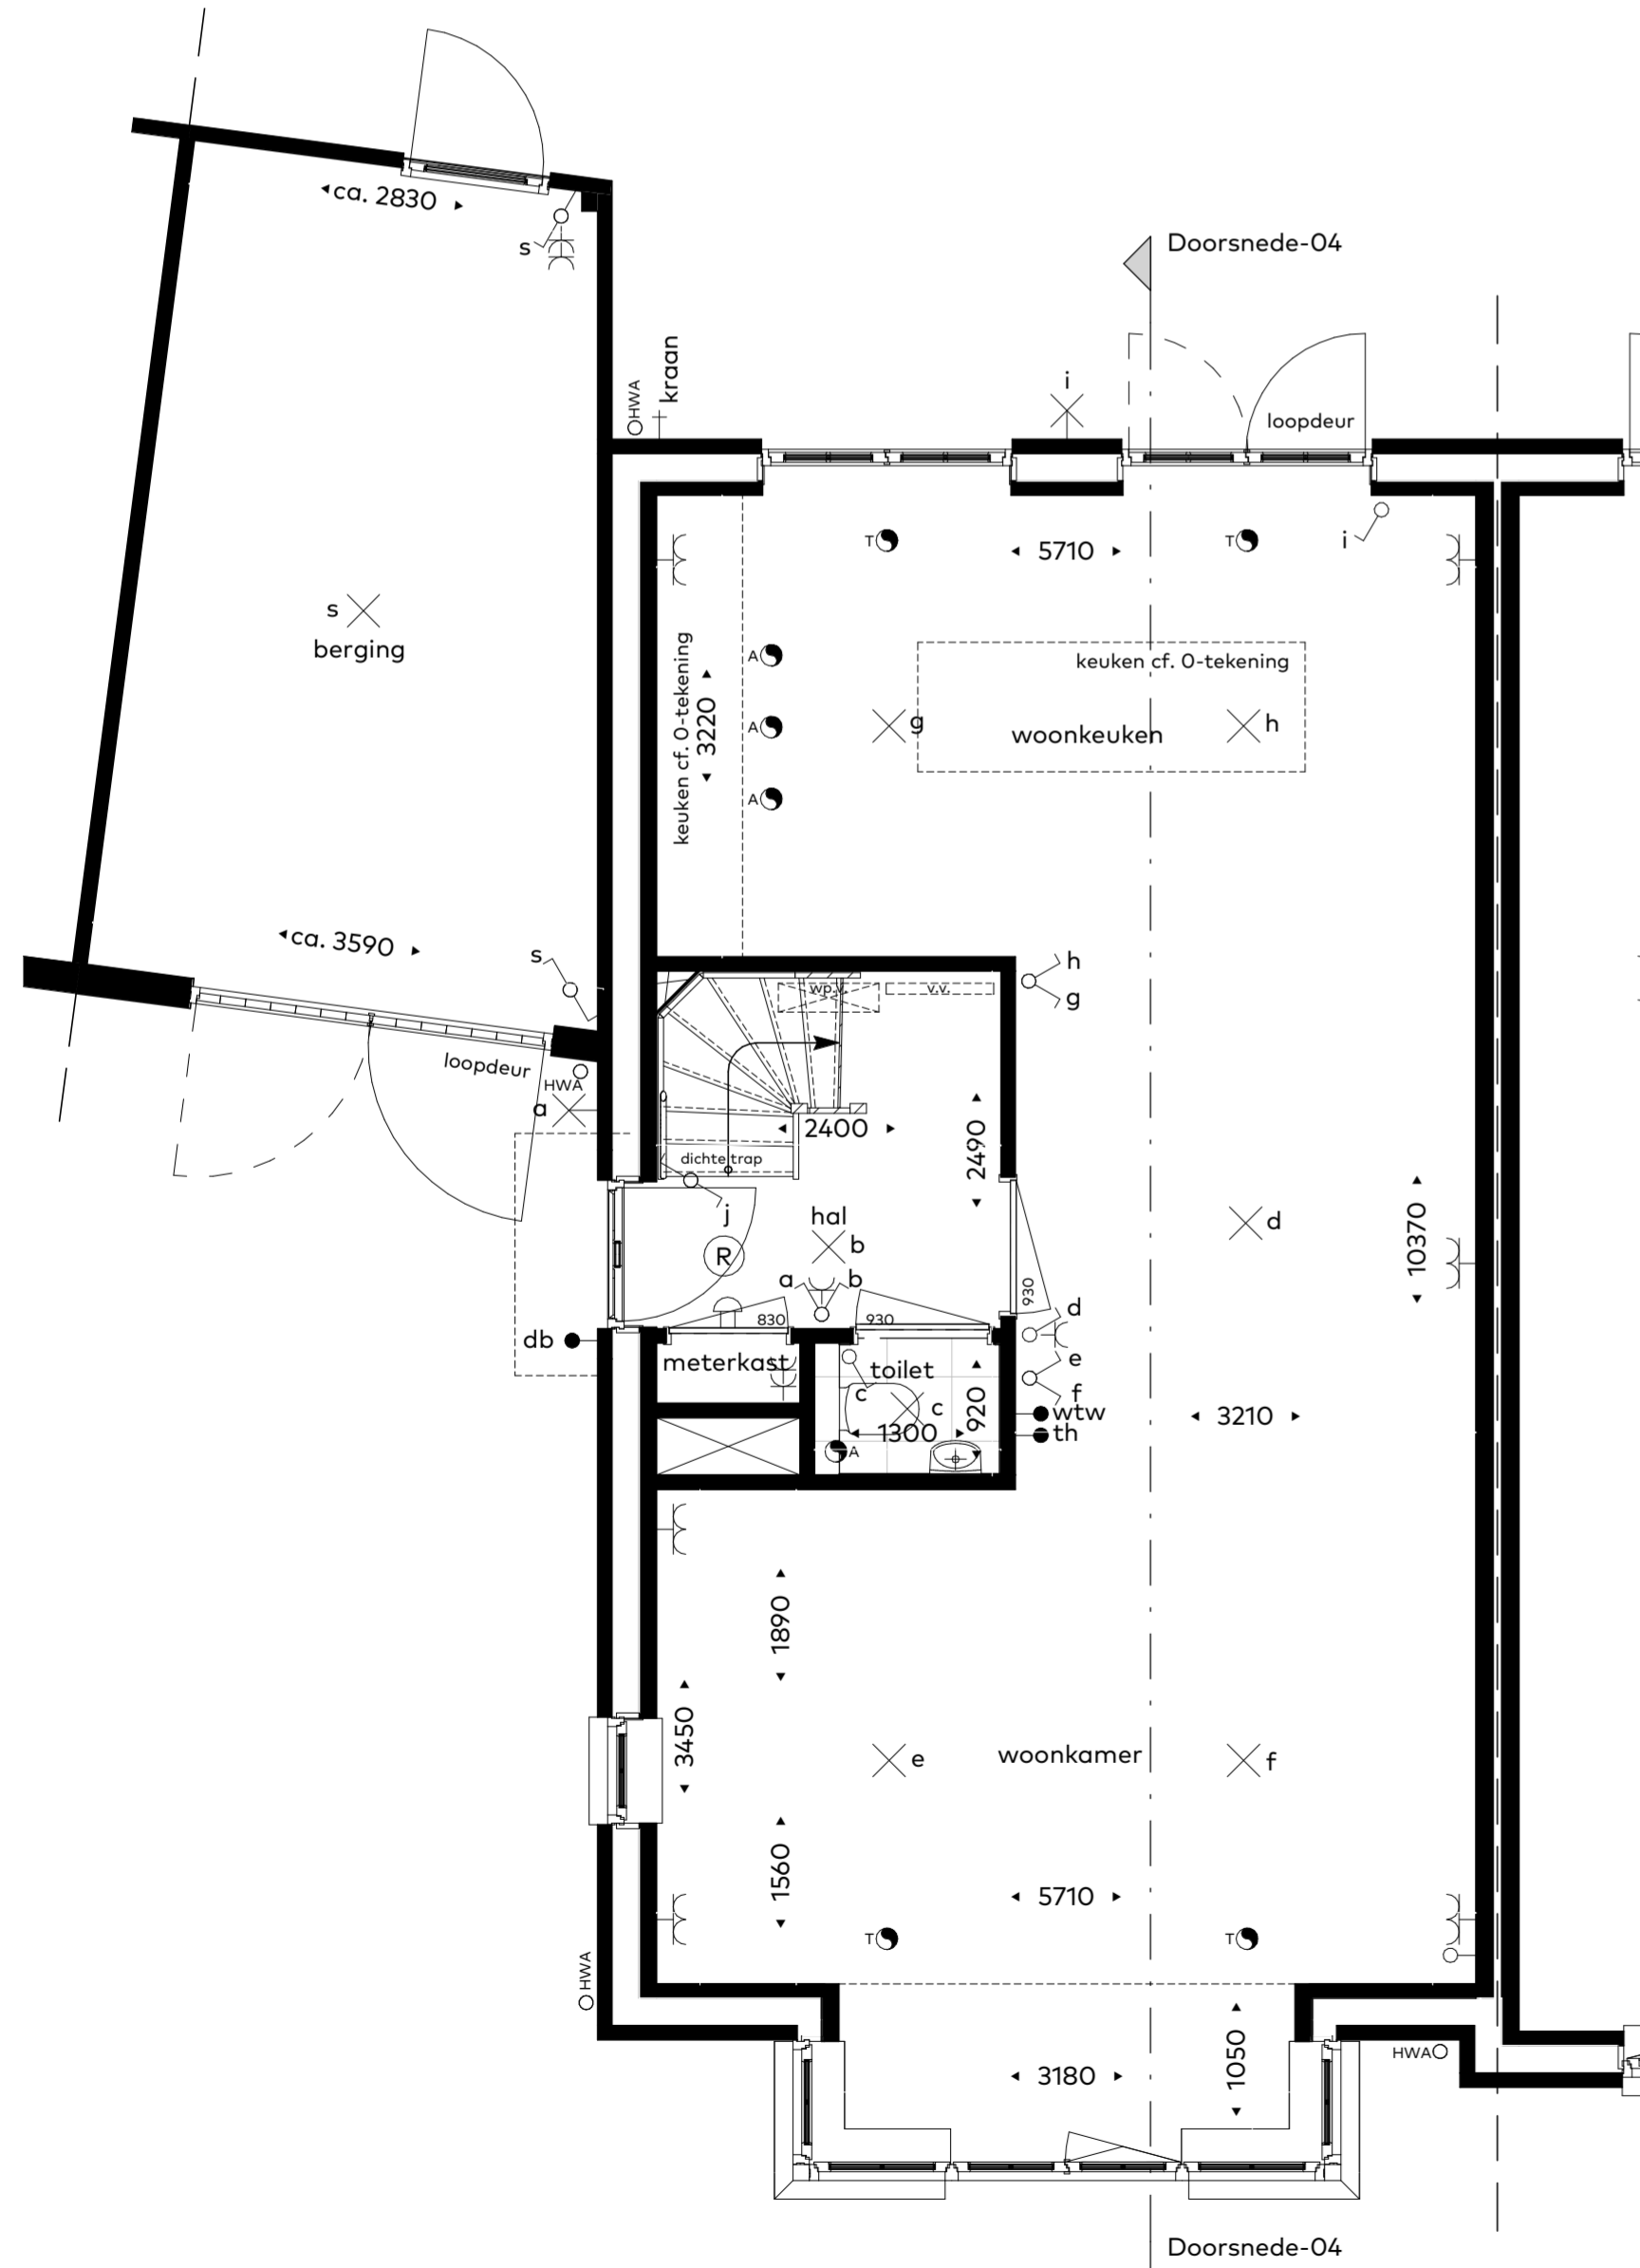 ca. 2830
s
Doorsnede-04
kraan
HWA
i
loopdeur
T
5710
T
i
s
berging
keuken cf. 0-tekening
3220
A
A
A
keuken cf. 0-tekening
g
woonkeuken
h
ca. 3590
s
h
g
wp.v.
v.v.
loopdeur
HWA
a
2400
2490
dichte trap
j
hal
b
R
a
b
d
10370
930
db
830
930
d
meterkast
toilet
e
f
c
c
920
wtw
1300
th
A
3210
1890
3450
e
woonkamer
f
1560
5710
T
T
HWA
1050
HWA
3180
Doorsnede-04